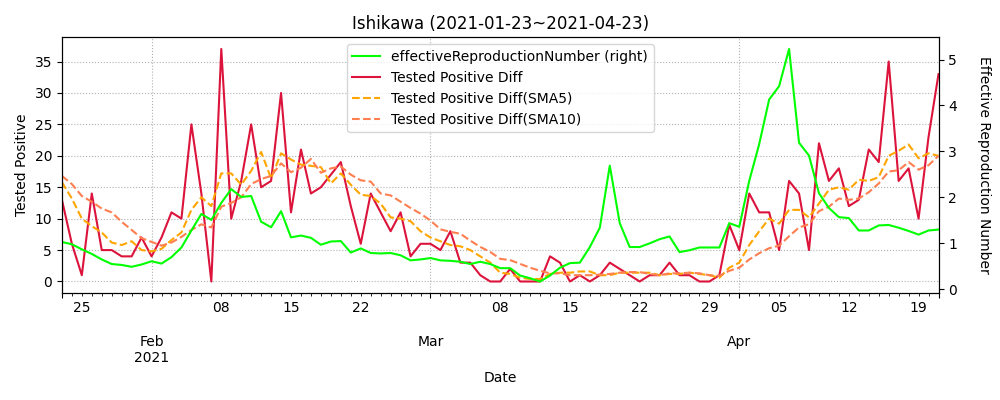 Ishikawa (2021-01-23~2021-04-23)
effectiveReproductionNumber (right)
Tested Positive Diff
Tested Positive Diff(SMA5)
Tested Positive Diff(SMA10)
Tested Positive
35
30
25
20
15
10
5
0
Effective Reproduction Number
5
4
3
2
1
0
25
08
15
22
08
15
22
29
05
12
19
Feb
2021
Mar
Apr
Date